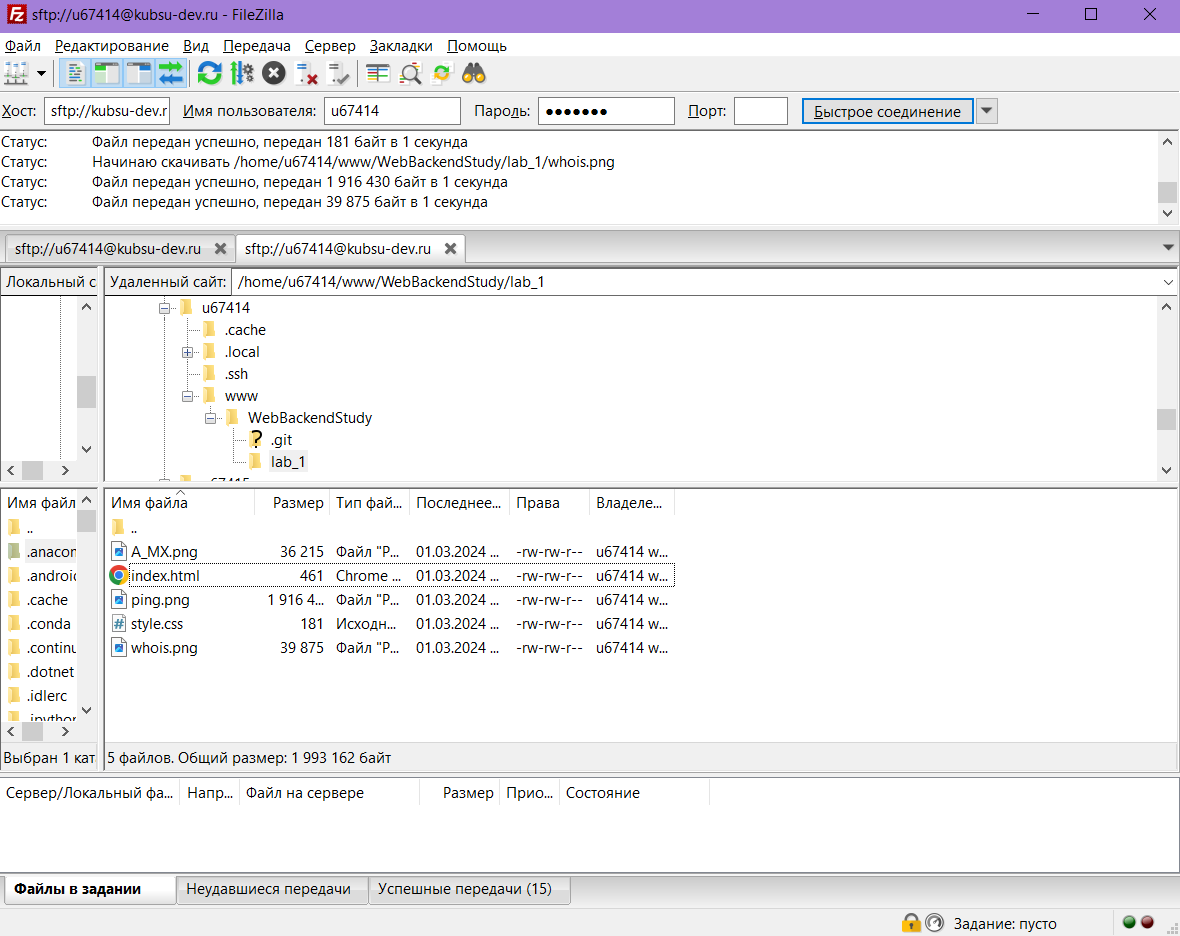 sftp://u67414@kubsu-dev.ru - FileZilla
Файл Редактирование Вид Передача Сервер Закладки Помощь
Хост: sftp://kubsu-dev.r Имя пользователя: u67414 Пароль: ●●●●●●● Порт: Быстрое соединение
Статус: Файл передан успешно, передан 181 байт в 1 секунда
Статус: Начинаю скачивать /home/u67414/www/WebBackendStudy/lab_1/whois.png
Статус: Файл передан успешно, передан 1 916 430 байт в 1 секунда
Статус: Файл передан успешно, передан 39 875 байт в 1 секунда
sftp://u67414@kubsu-dev.ru sftp://u67414@kubsu-dev.ru
Локальный с Удаленный сайт: /home/u67414/www/WebBackendStudy/lab_1
u67414
.cache
.local
.ssh
www
WebBackendStudy
? .git
lab_1
Имя файл
..
.anacon
.android
.cache
.conda
.continu
.dotnet
.idlerc
.ipython
Выбран 1 кат
Имя файла Размер Тип фай... Последнее... Права Владеле...
..
A_MX.png 36 215 Файл "P... 01.03.2024 ... -rw-rw-r-- u67414 w...
index.html 461 Chrome ... 01.03.2024 ... -rw-rw-r-- u67414 w...
ping.png 1 916 4... Файл "P... 01.03.2024 ... -rw-rw-r-- u67414 w...
style.css 181 Исходн... 01.03.2024 ... -rw-rw-r-- u67414 w...
whois.png 39 875 Файл "P... 01.03.2024 ... -rw-rw-r-- u67414 w...
5 файлов. Общий размер: 1 993 162 байт
Сервер/Локальный фа... Напр... Файл на сервере Размер Прио... Состояние
Файлы в задании Неудавшиеся передачи Успешные передачи (15)
Задание: пусто